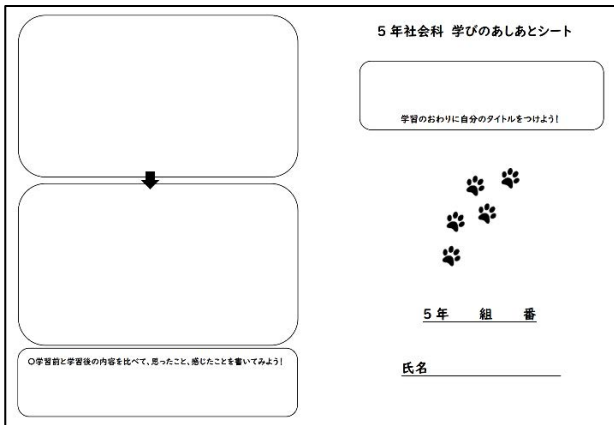 5年社会科 学びのあしあとシート
学習のおわりに自分のタイトルをつけよう!
5年 組 番
氏名
〇学習前と学習後の内容を比べて、思ったこと、感じたことを書いてみよう!